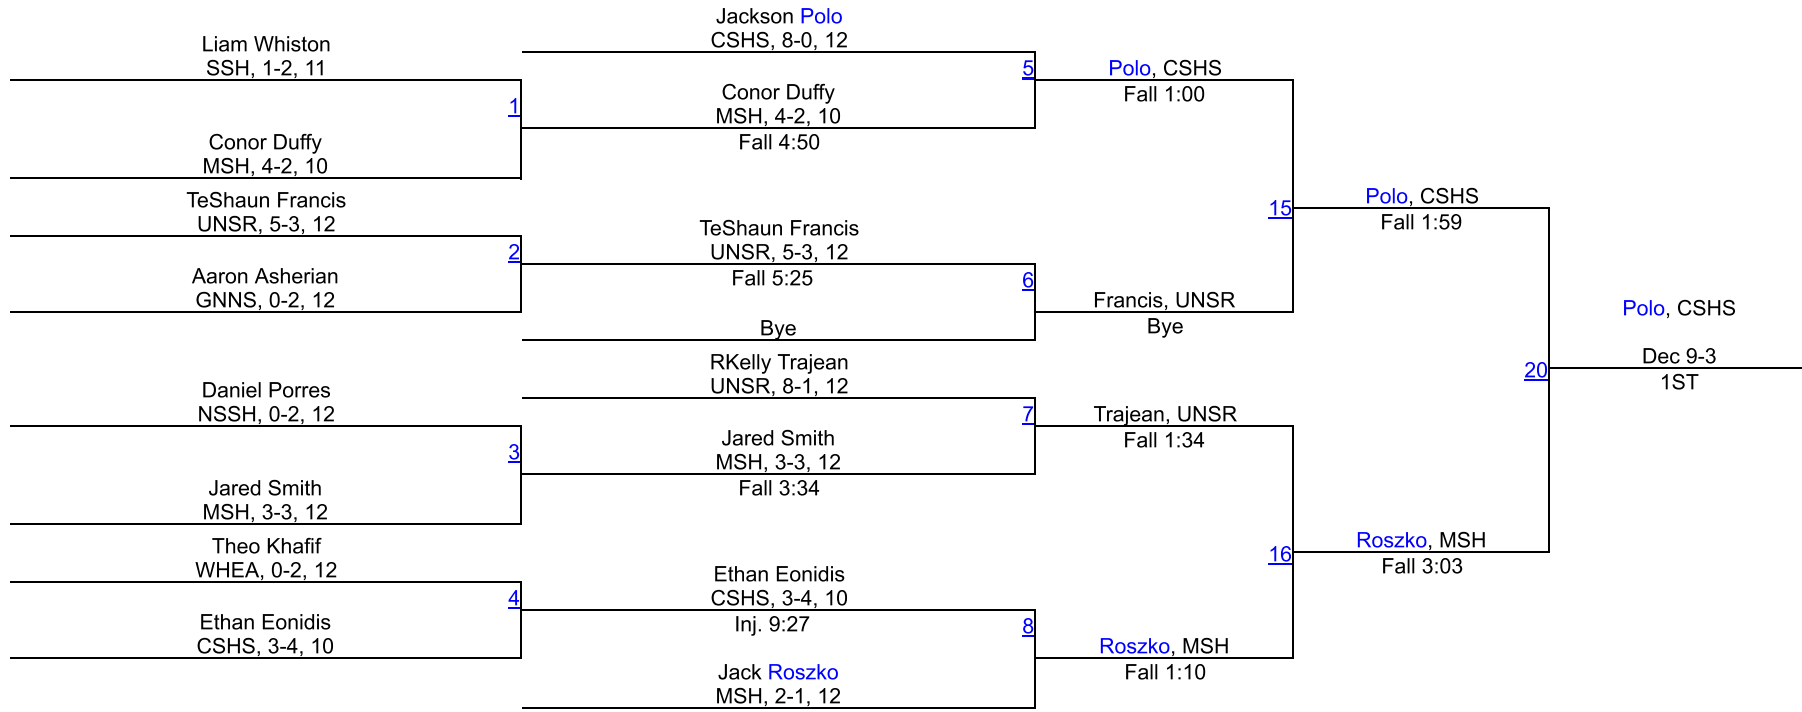 Liam Whiston
SSH, 1-2, 11
1
Conor Duffy
MSH, 4-2, 10
TeShaun Francis
UNSR, 5-3, 12
2
Aaron Asherian
GNNS, 0-2, 12
Daniel Porres
NSSH, 0-2, 12
3
Jared Smith
MSH, 3-3, 12
Theo Khafif
WHEA, 0-2, 12
4
Ethan Eonidis
CSHS, 3-4, 10
Jackson Polo
CSHS, 8-0, 12
5
Conor Duffy
MSH, 4-2, 10
Fall 4:50
TeShaun Francis
UNSR, 5-3, 12
Fall 5:25
6
Bye
RKelly Trajean
UNSR, 8-1, 12
7
Jared Smith
MSH, 3-3, 12
Fall 3:34
Ethan Eonidis
CSHS, 3-4, 10
Inj. 9:27
8
Jack Roszko
MSH, 2-1, 12
Polo, CSHS
Fall 1:00
15
Francis, UNSR
Bye
Trajean, UNSR
Fall 1:34
16
Roszko, MSH
Fall 1:10
Polo, CSHS
Fall 1:59
20
Roszko, MSH
Fall 3:03
Polo, CSHS
Dec 9-3
1ST